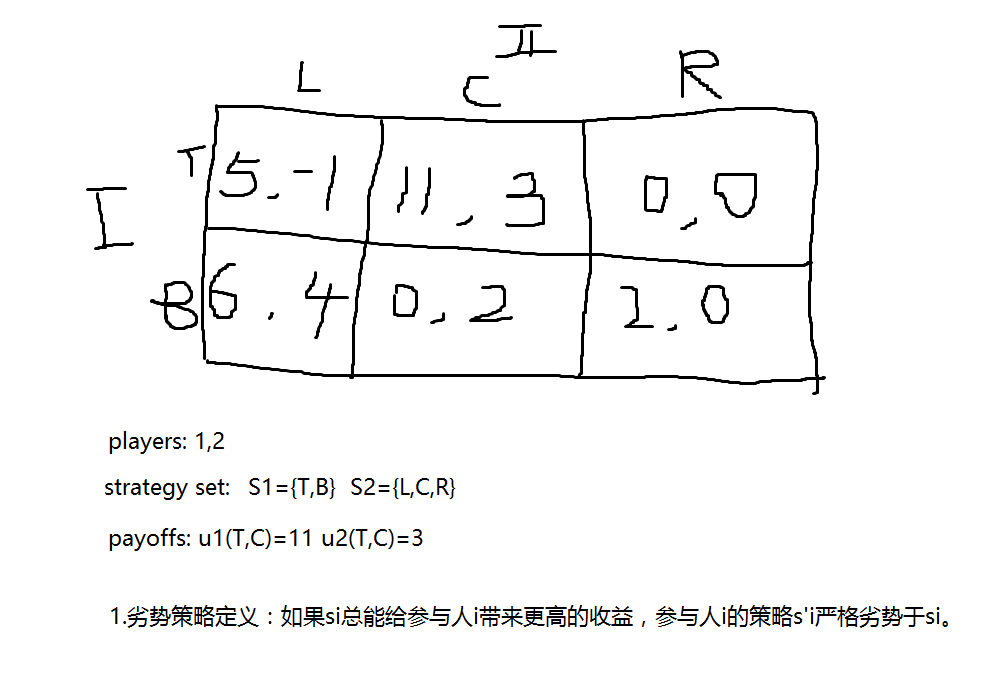 II
L C R
T 5,-1 11,3 0,0
I
B 6,4 0,2 2,0
players: 1,2
strategy set: S1={T,B} S2={L,C,R}
payoffs: u1(T,C)=11 u2(T,C)=3
1.劣势策略定义：如果si总能给参与人i带来更高的收益，参与人i的策略s'i严格劣势于si。